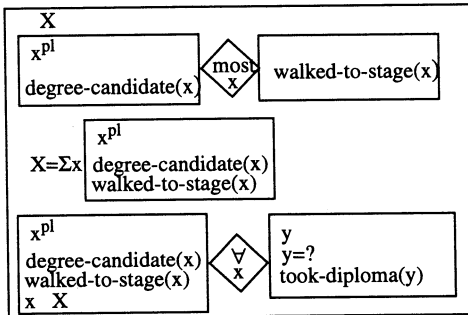 X
x^pl
degree-candidate(x) most x walked-to-stage(x)
X=Σx
x^pl
degree-candidate(x)
walked-to-stage(x)
x^pl
degree-candidate(x)
walked-to-stage(x)
x X
∀ x
y
y=?
took-diploma(y)